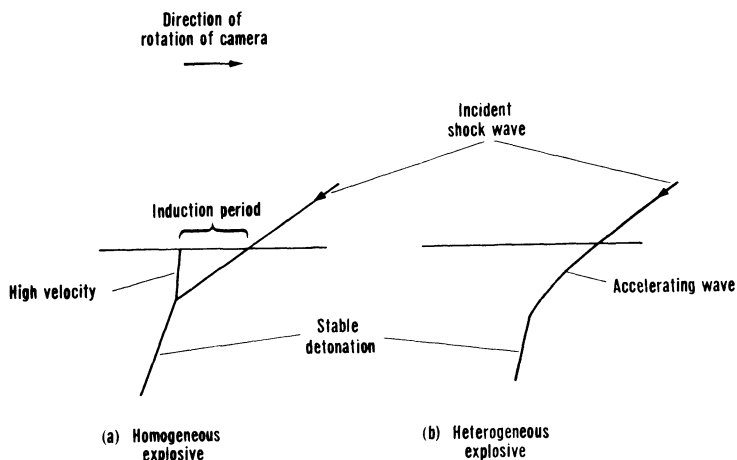 Direction of
rotation of camera
Incident
shock wave
Induction period
High velocity
Accelerating wave
Stable
detonation
(a) Homogeneous
explosive
(b) Heterogeneous
explosive